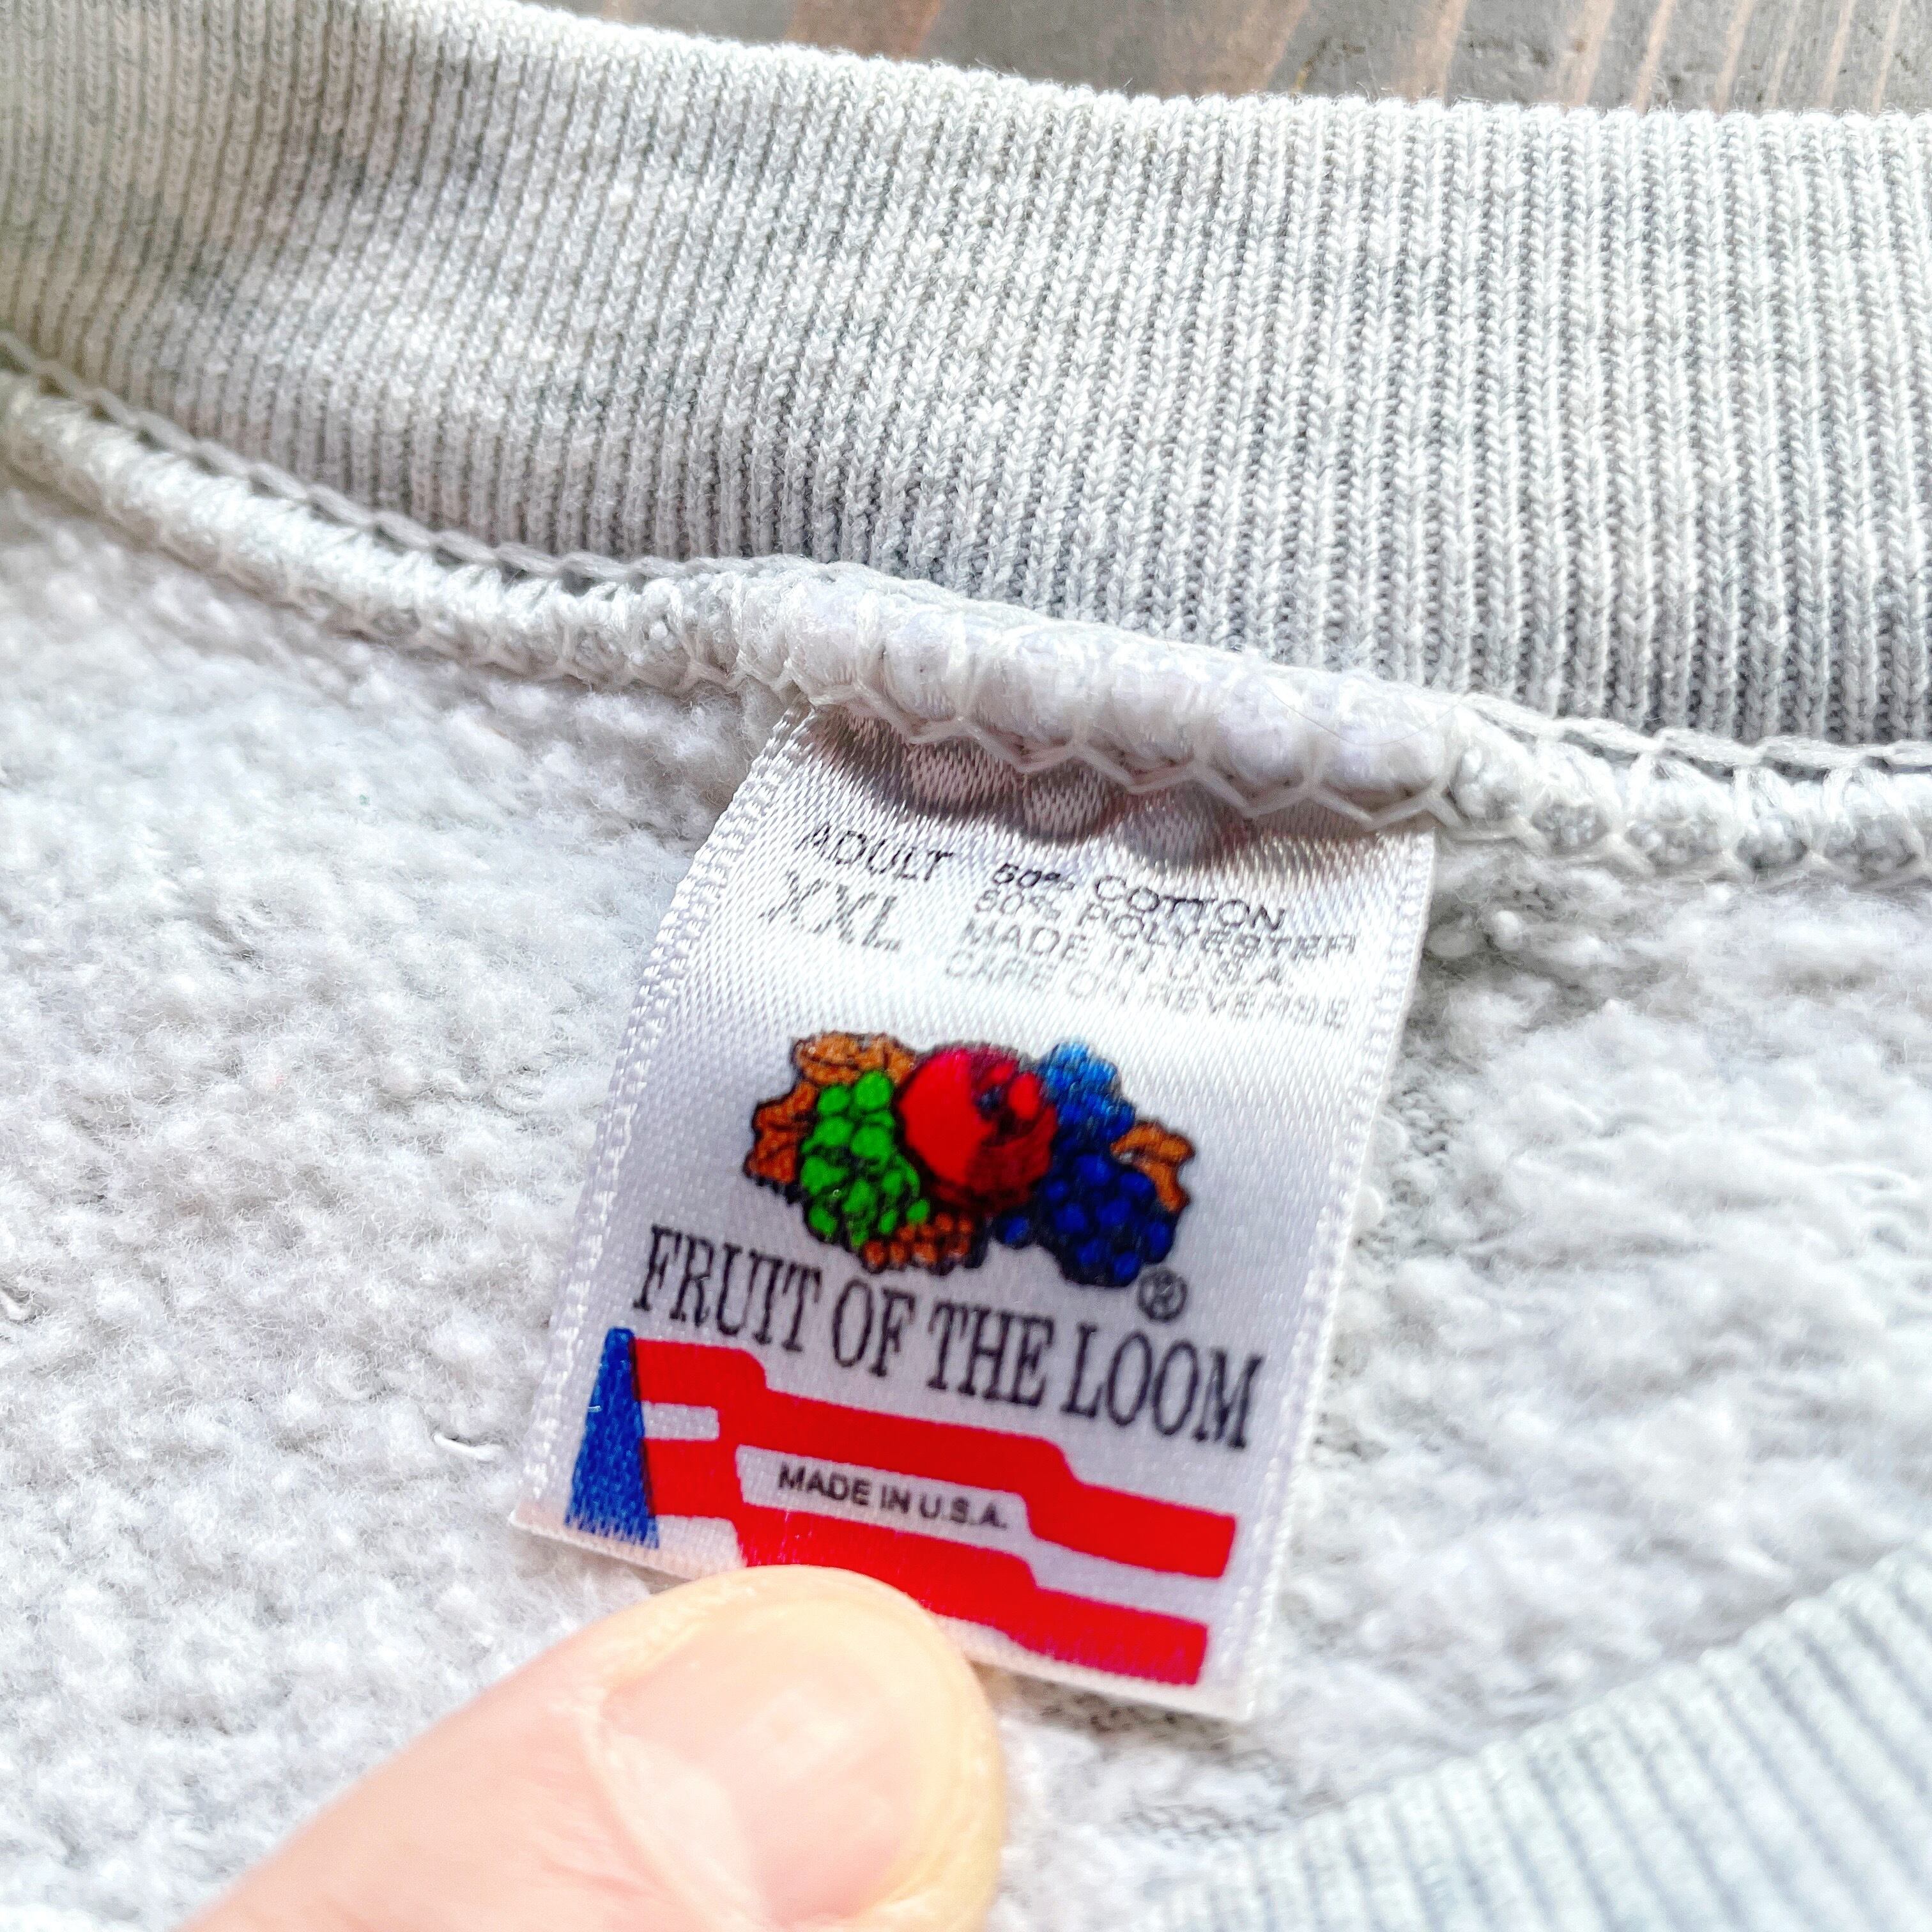 ADULT
XXL
50% COTTON
50% POLYESTER
MADE IN U.S.A.
CARE ON REVERSE
®
FRUIT OF THE LOOM
MADE IN U.S.A.